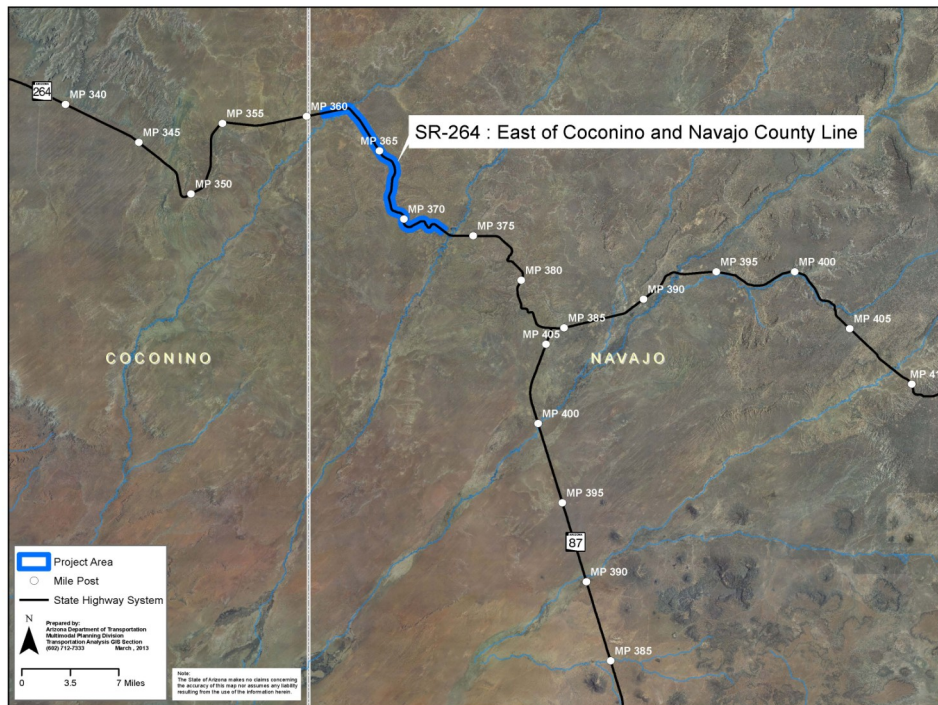 ARIZONA
264
MP 340
MP 345
MP 350
MP 355
MP 360
SR-264 : East of Coconino and Navajo County Line
MP 365
MP 370
MP 375
MP 380
MP 385
MP 390
MP 395
MP 400
MP 405
MP 41
MP 405
COCONINO
NAVAJO
MP 400
MP 395
ARIZONA
87
MP 390
MP 385
Project Area
Mile Post
State Highway System
N
Prepared by:
Arizona Department of Transportation
Multimodal Planning Division
Transportation Analysis GIS Section
(602) 712-7333 March , 2013
0 3.5 7 Miles
Note:
The State of Arizona makes no claims concerning
the accuracy of this map nor assumes any liability
resulting from the use of the information herein.